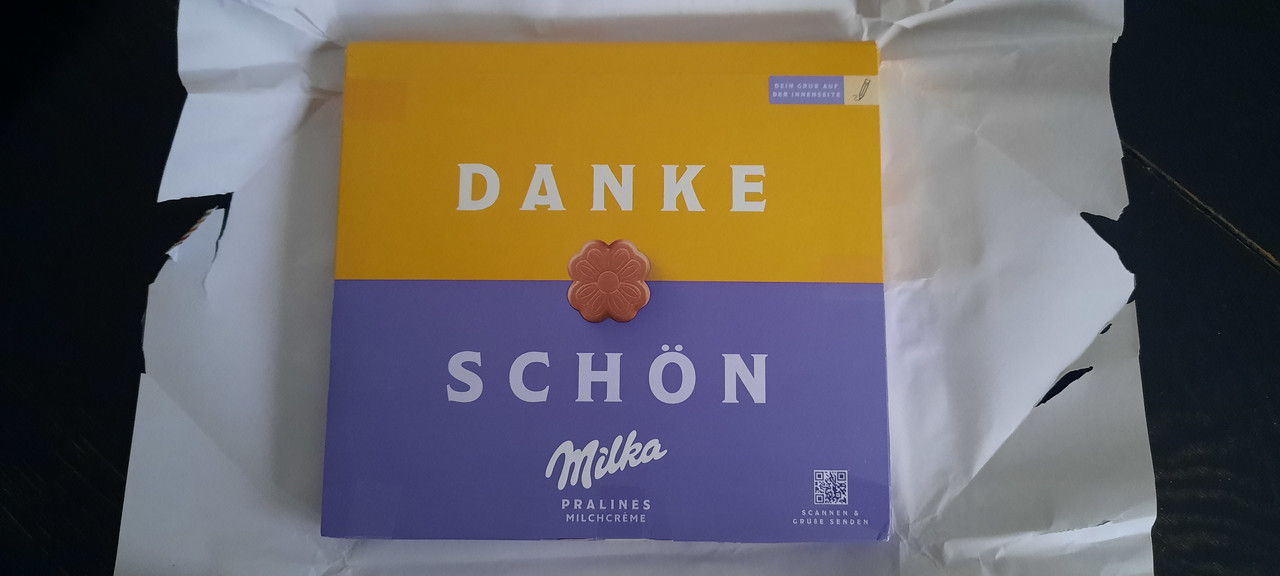 DEIN GRUß AUF
DER INNENSEITE
DANKE
SCHÖN
Milka
PRALINES
MILCHCRÈME
SCANNEN &
GRÜßE SENDEN